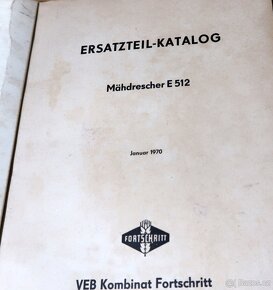 ERSATZTEIL-KATALOG
Mähdrescher E 512
Januar 1970
FORTSCHRITT
VEB Kombinat Fortschritt